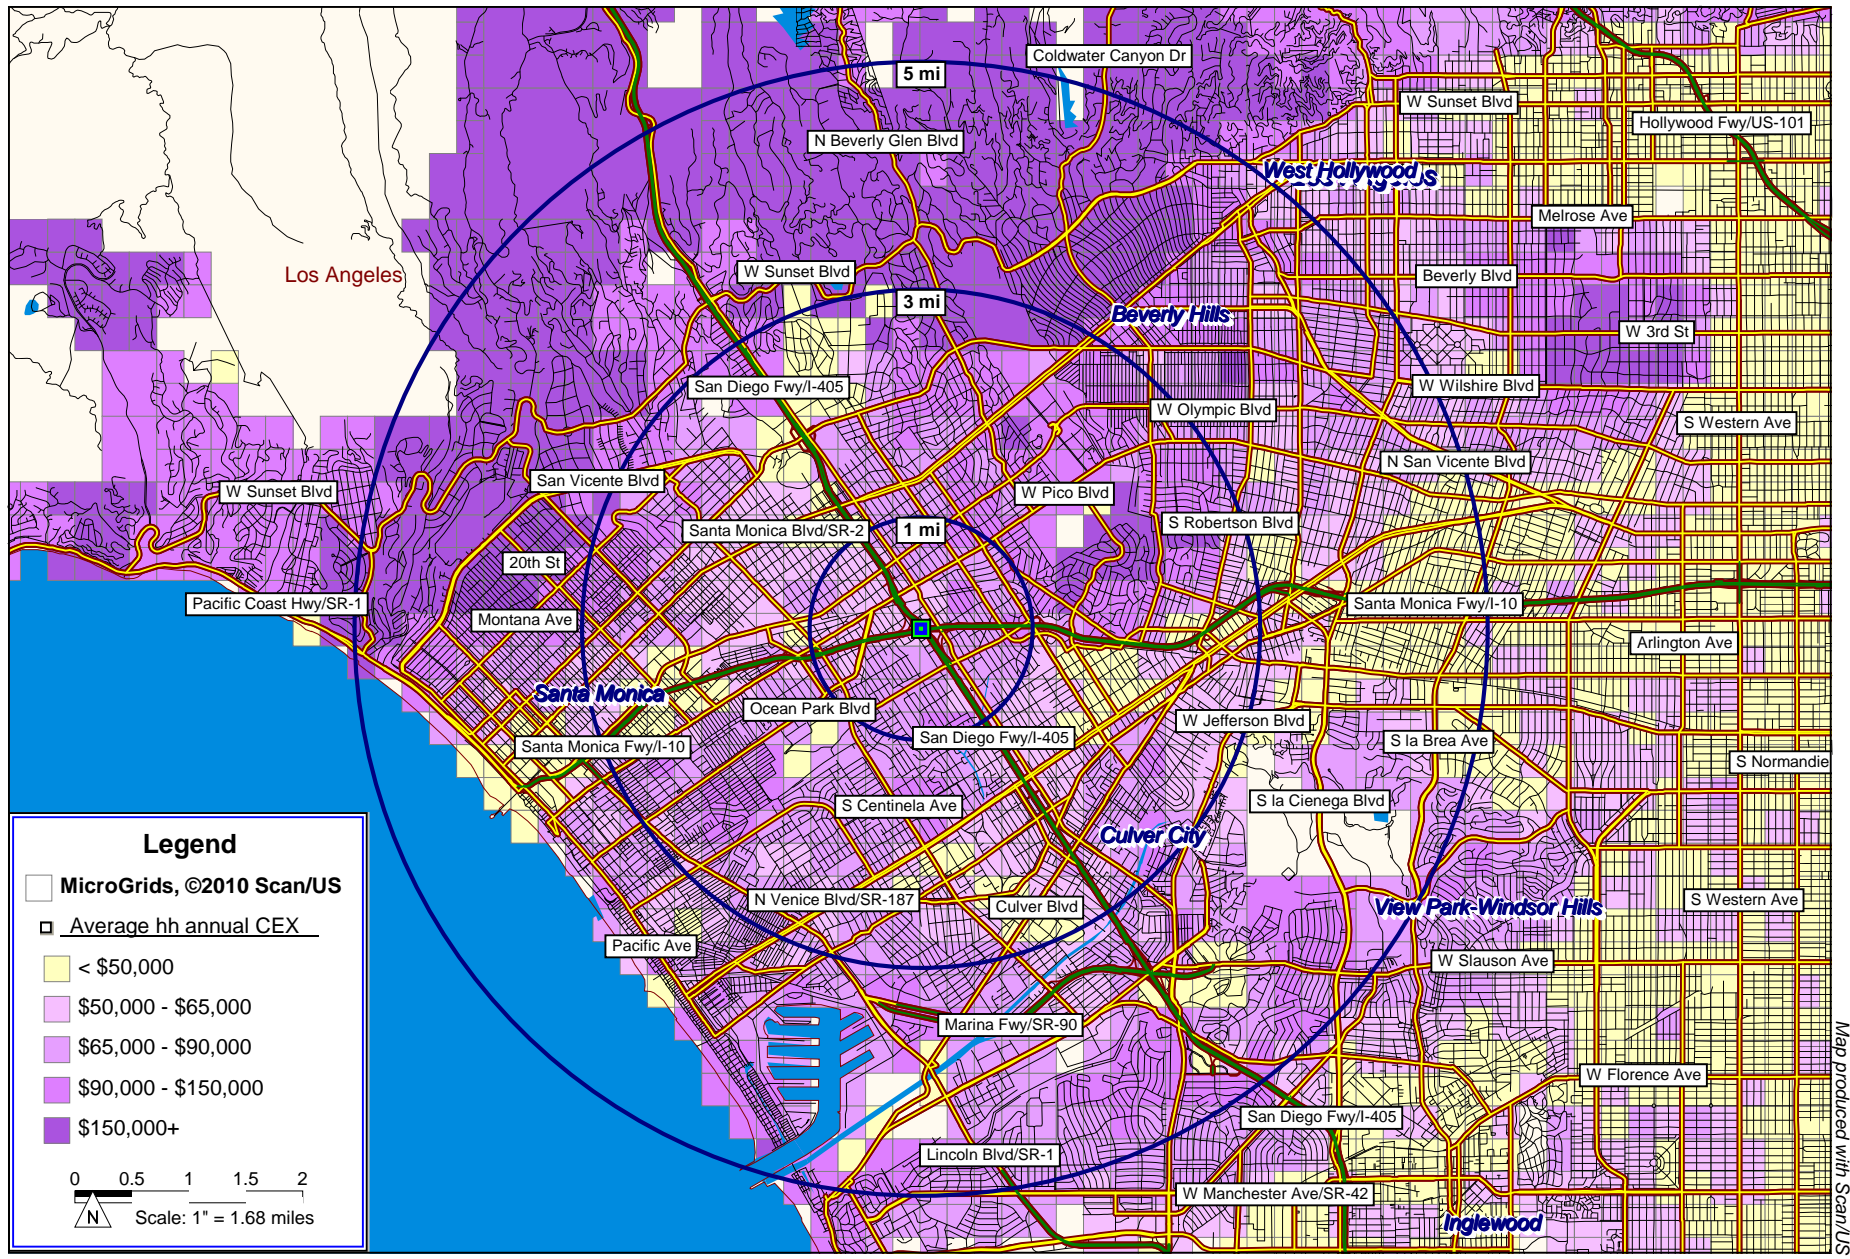 Coldwater Canyon Dr
5 mi
W Sunset Blvd
Hollywood Fwy/US-101
N Beverly Glen Blvd
West Hollywood
Melrose Ave
Los Angeles
W Sunset Blvd
Beverly Blvd
3 mi
Beverly Hills
W 3rd St
San Diego Fwy/I-405
W Wilshire Blvd
W Olympic Blvd
S Western Ave
N San Vicente Blvd
San Vicente Blvd
W Sunset Blvd
W Pico Blvd
S Robertson Blvd
Santa Monica Blvd/SR-2
1 mi
20th St
Pacific Coast Hwy/SR-1
Santa Monica Fwy/I-10
Montana Ave
Arlington Ave
Santa Monica
Ocean Park Blvd
W Jefferson Blvd
San Diego Fwy/I-405
S la Brea Ave
Santa Monica Fwy/I-10
S Normandie
S la Cienega Blvd
S Centinela Ave
Culver City
N Venice Blvd/SR-187
Culver Blvd
View Park-Windsor Hills
S Western Ave
Pacific Ave
W Slauson Ave
Marina Fwy/SR-90
W Florence Ave
San Diego Fwy/I-405
Lincoln Blvd/SR-1
W Manchester Ave/SR-42
Inglewood
Legend
MicroGrids, ©2010 Scan/US
Average hh annual CEX
< $50,000
$50,000 - $65,000
$65,000 - $90,000
$90,000 - $150,000
$150,000+
0 0.5 1 1.5 2
N
Scale: 1" = 1.68 miles
Map produced with Scan/US